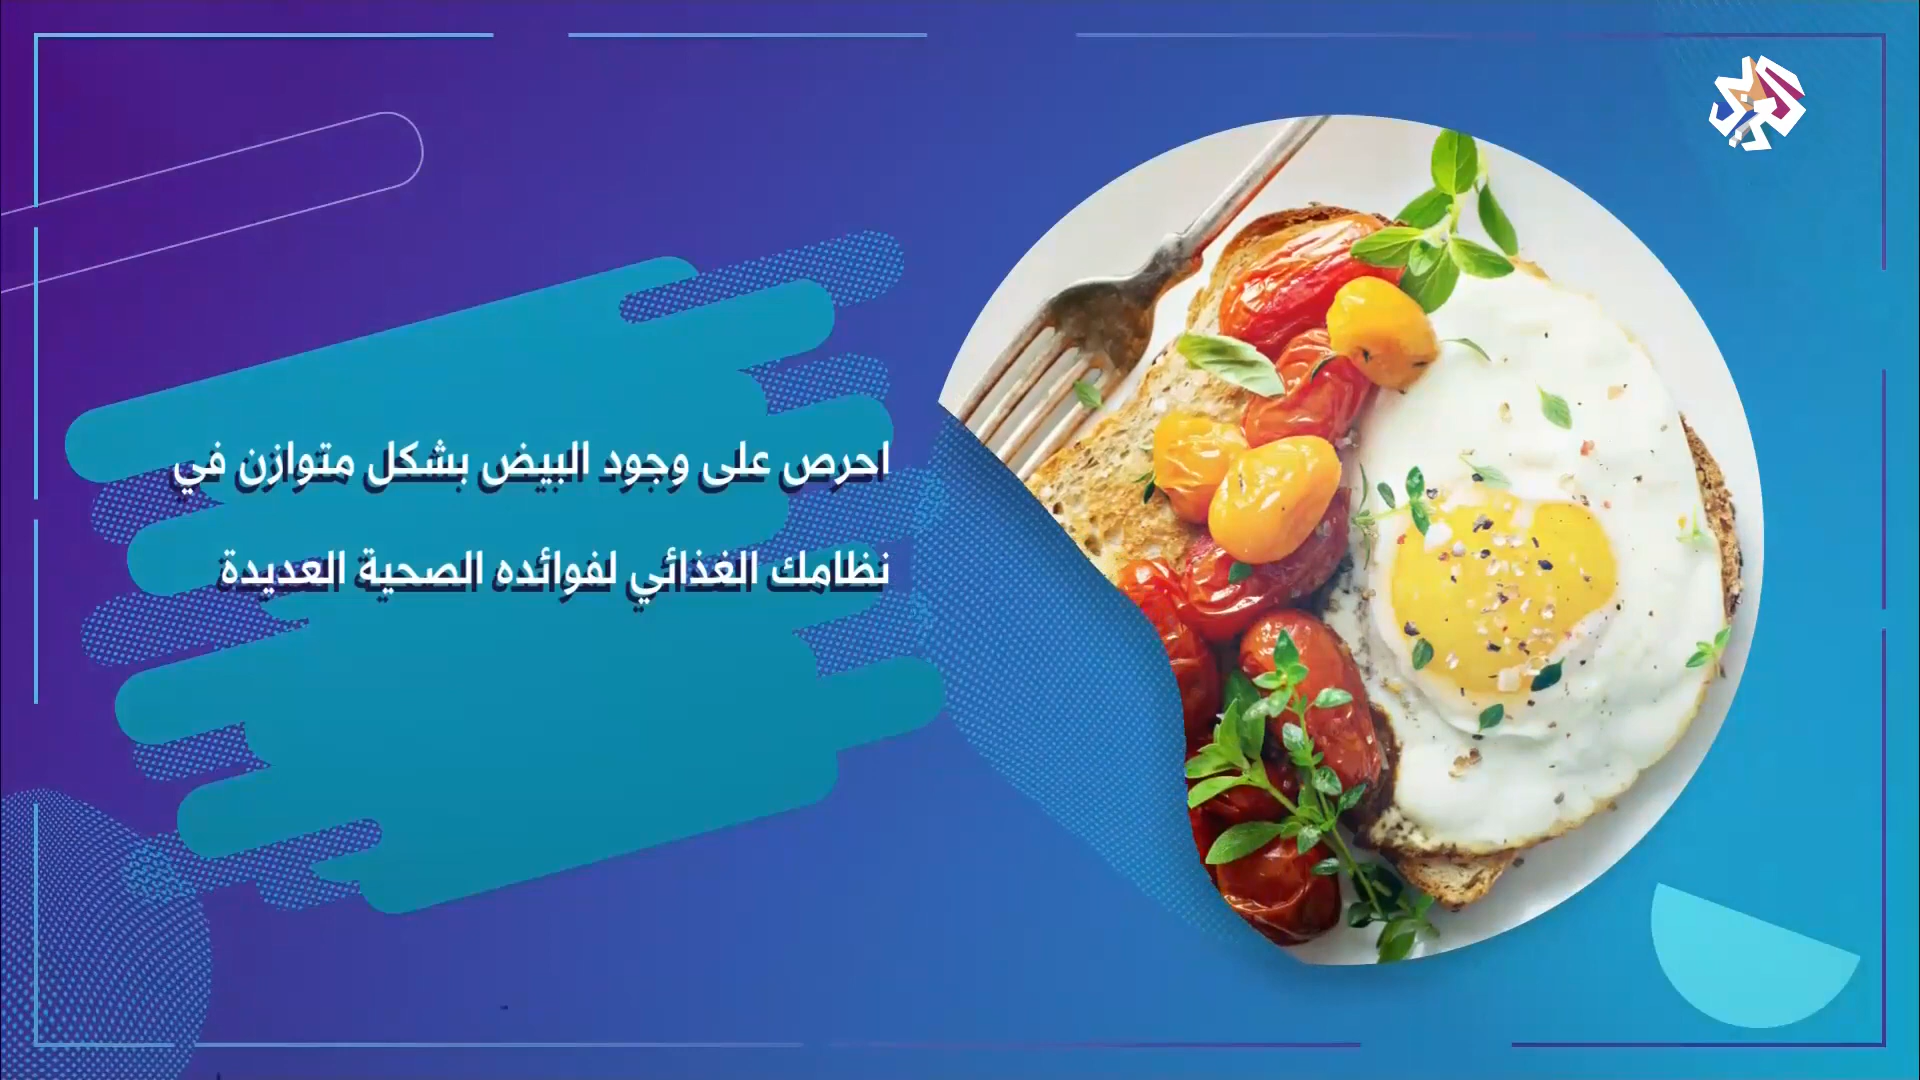 احرص على وجود البيض بشكل متوازن في
نظامك الغذائي لفوائده الصحية العديدة